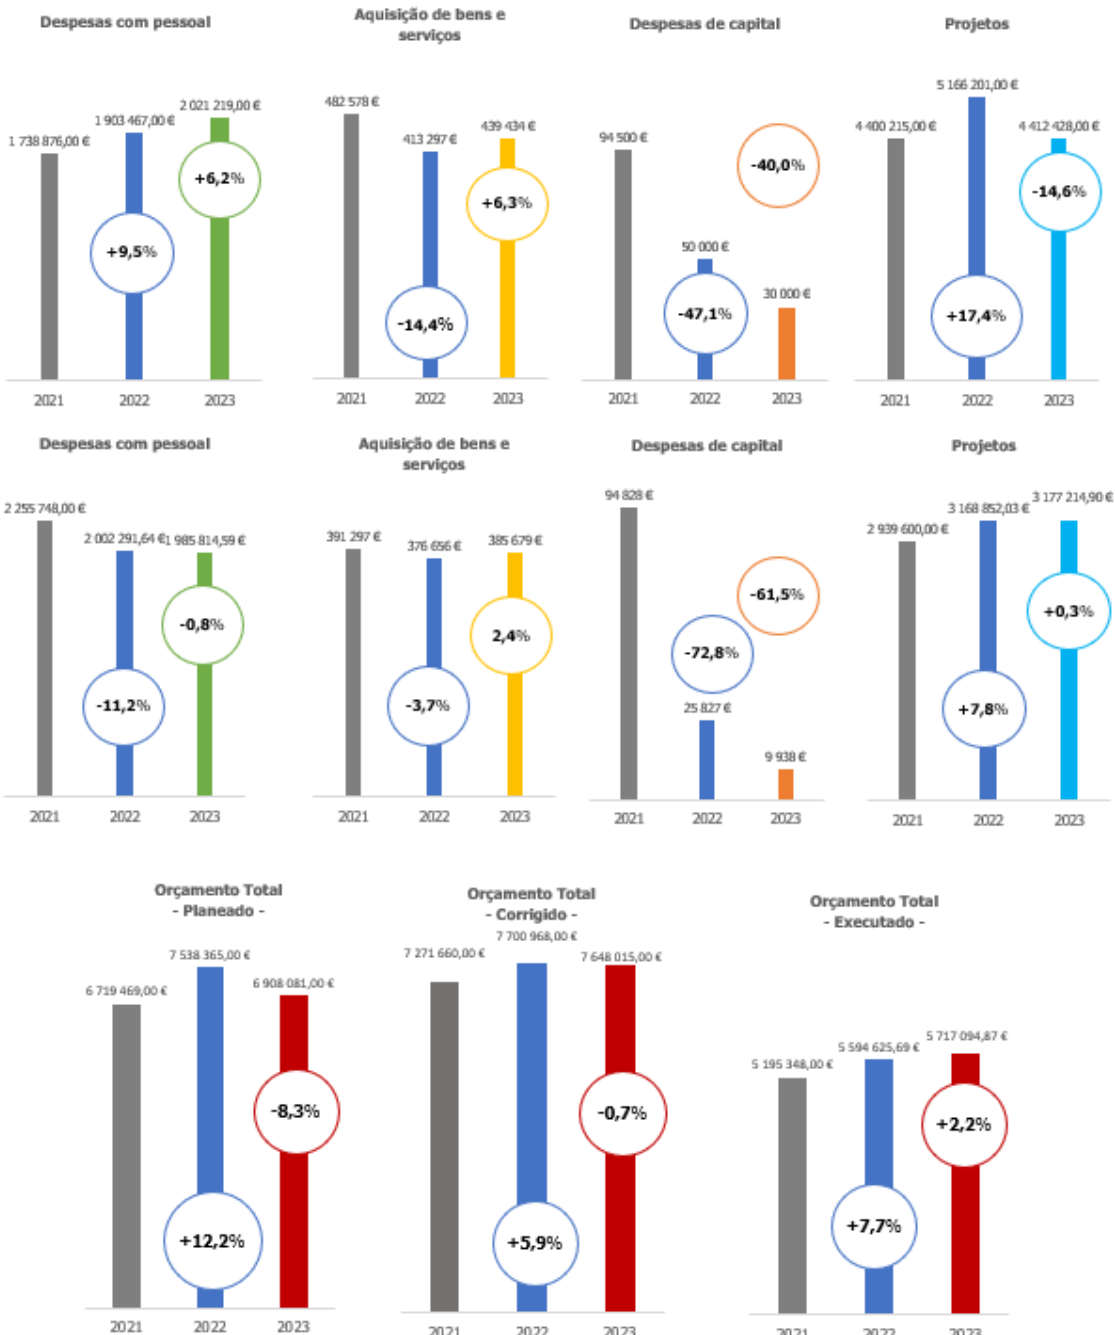 Despesas com pessoal
1 738 876,00 €
1 903 467,00 €
2 021 219,00 €
+9,5%
+6,2%
2021 2022 2023
Aquisição de bens e
serviços
482 578 €
413 297 €
439 434 €
-14,4%
+6,3%
2021 2022 2023
Despesas de capital
94 500 €
50 000 €
30 000 €
-47,1%
-40,0%
2021 2022 2023
Projetos
4 400 215,00 €
5 166 201,00 €
4 412 428,00 €
+17,4%
-14,6%
2021 2022 2023
Despesas com pessoal
2 255 748,00 €
2 002 291,64 €
1 985 814,59 €
-11,2%
-0,8%
2021 2022 2023
Aquisição de bens e
serviços
391 297 €
376 656 €
385 679 €
-3,7%
2,4%
2021 2022 2023
Despesas de capital
94 828 €
25 827 €
9 938 €
-72,8%
-61,5%
2021 2022 2023
Projetos
2 939 600,00 €
3 168 852,03 €
3 177 214,90 €
+7,8%
+0,3%
2021 2022 2023
Orçamento Total
- Planeado -
6 719 469,00 €
7 538 365,00 €
6 908 081,00 €
+12,2%
-8,3%
2021 2022 2023
Orçamento Total
- Corrigido -
7 271 660,00 €
7 700 968,00 €
7 648 015,00 €
+5,9%
-0,7%
2021 2022 2023
Orçamento Total
- Executado -
5 195 348,00 €
5 594 625,69 €
5 717 094,87 €
+7,7%
+2,2%
2021 2022 2023